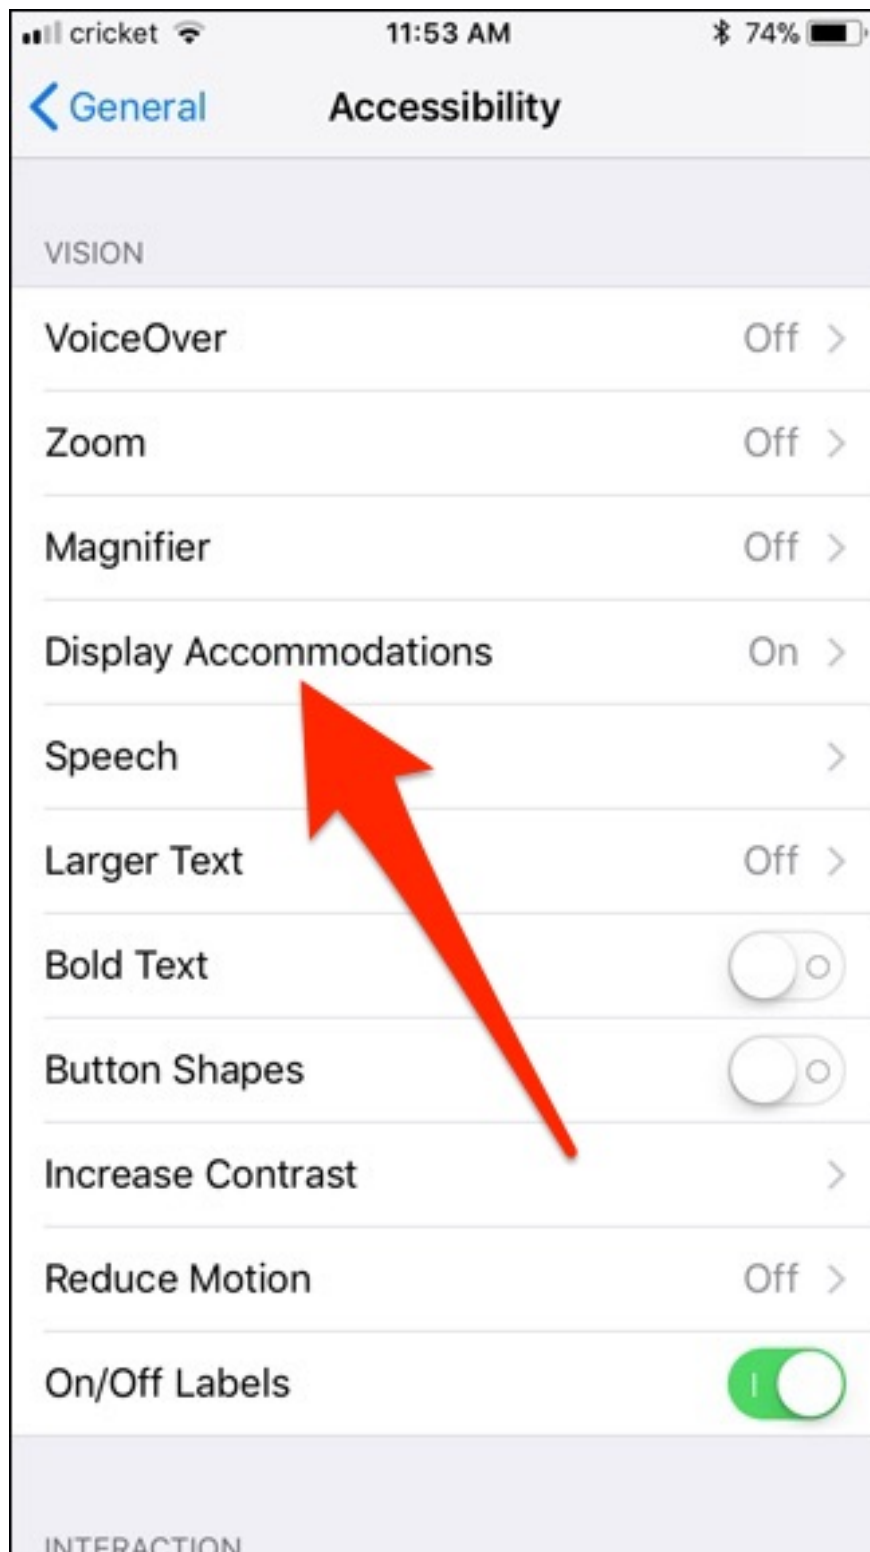 cricket 11:53 AM 74%
General Accessibility
VISION
VoiceOver Off
Zoom Off
Magnifier Off
Display Accommodations On
Speech
Larger Text Off
Bold Text
Button Shapes
Increase Contrast
Reduce Motion Off
On/Off Labels
INTERACTION